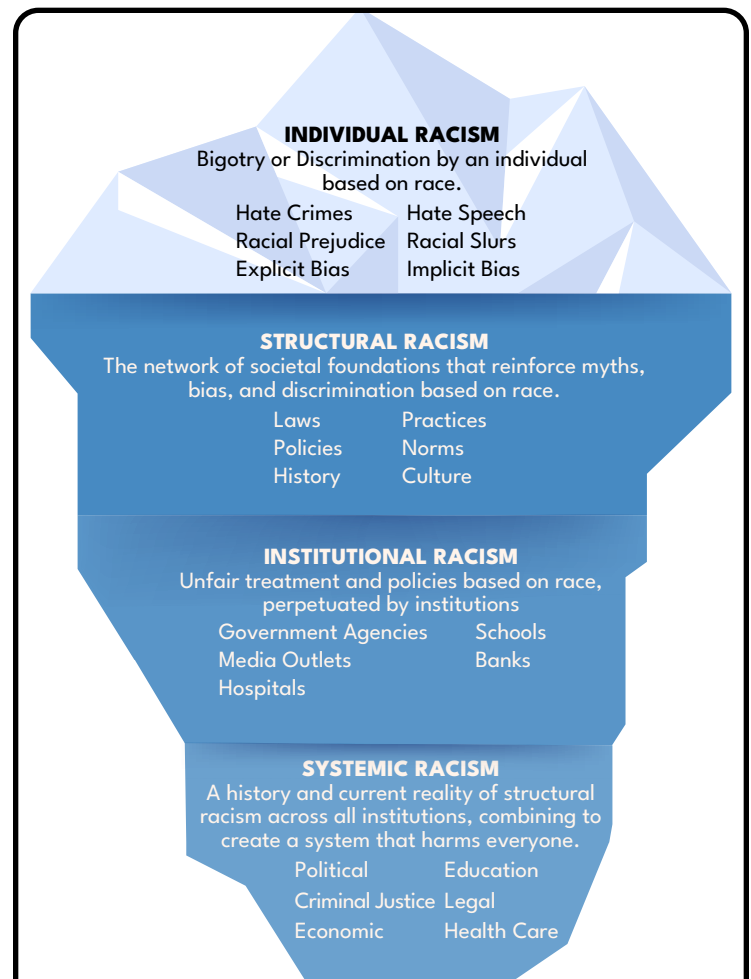 INDIVIDUAL RACISM
Bigotry or Discrimination by an individual
based on race.
Hate Crimes Hate Speech
Racial Prejudice Racial Slurs
Explicit Bias Implicit Bias
STRUCTURAL RACISM
The network of societal foundations that reinforce myths,
bias, and discrimination based on race.
Laws Practices
Policies Norms
History Culture
INSTITUTIONAL RACISM
Unfair treatment and policies based on race,
perpetuated by institutions
Government Agencies Schools
Media Outlets Banks
Hospitals
SYSTEMIC RACISM
A history and current reality of structural
racism across all institutions, combining to
create a system that harms everyone.
Political Education
Criminal Justice Legal
Economic Health Care